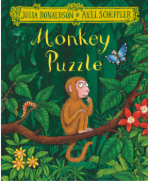 JULIA DONALDSON • AXEL SCHEFFLER
Monkey
Puzzle